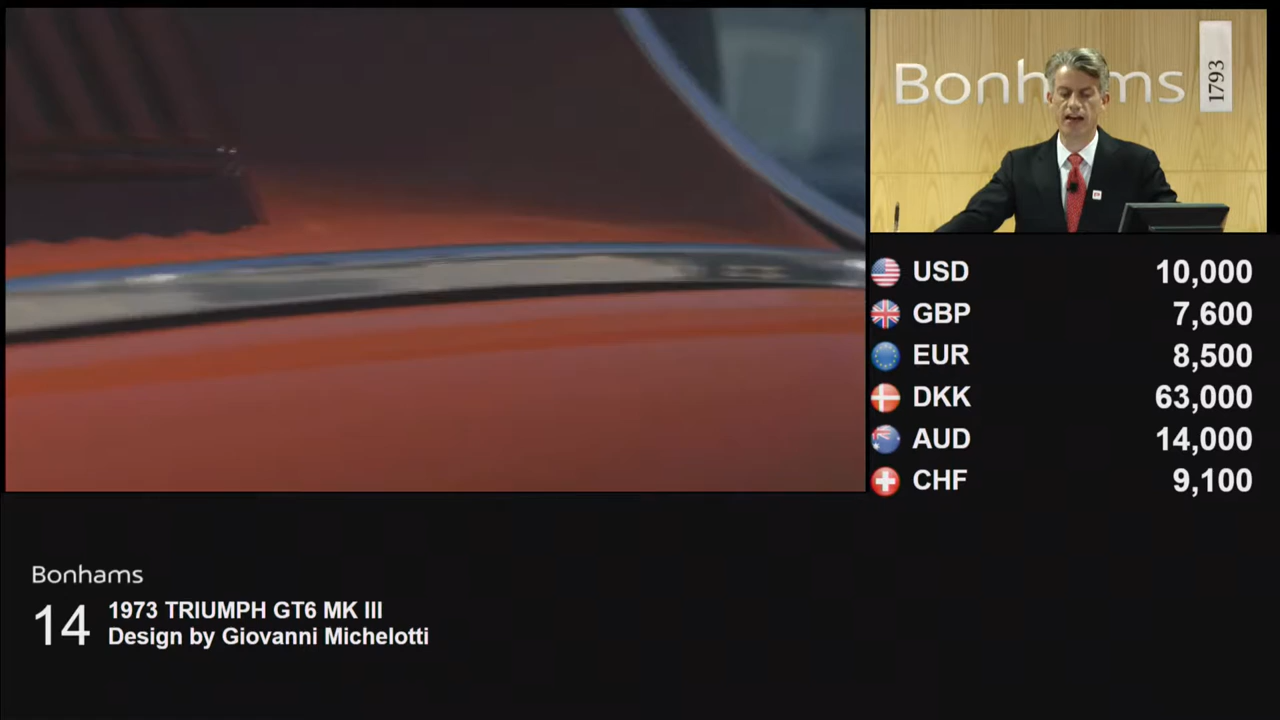 Bonhams
1793
USD 10,000
GBP 7,600
EUR 8,500
DKK 63,000
AUD 14,000
CHF 9,100
Bonhams
14
1973 TRIUMPH GT6 MK III
Design by Giovanni Michelotti